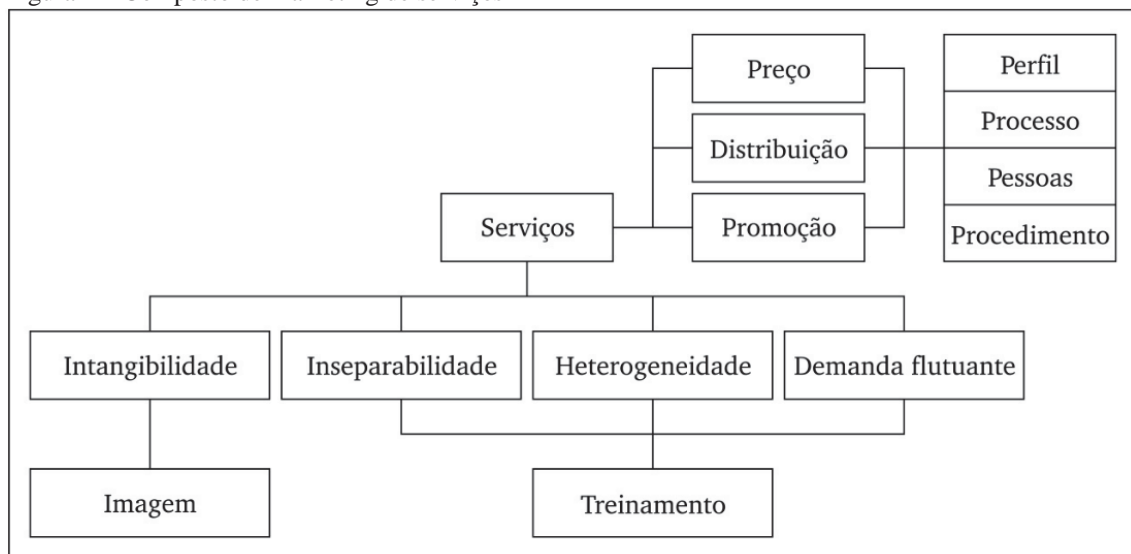 Preço
Perfil
Processo
Distribuição
Pessoas
Serviços
Promoção
Procedimento
Intangibilidade
Inseparabilidade
Heterogeneidade
Demanda flutuante
Imagem
Treinamento